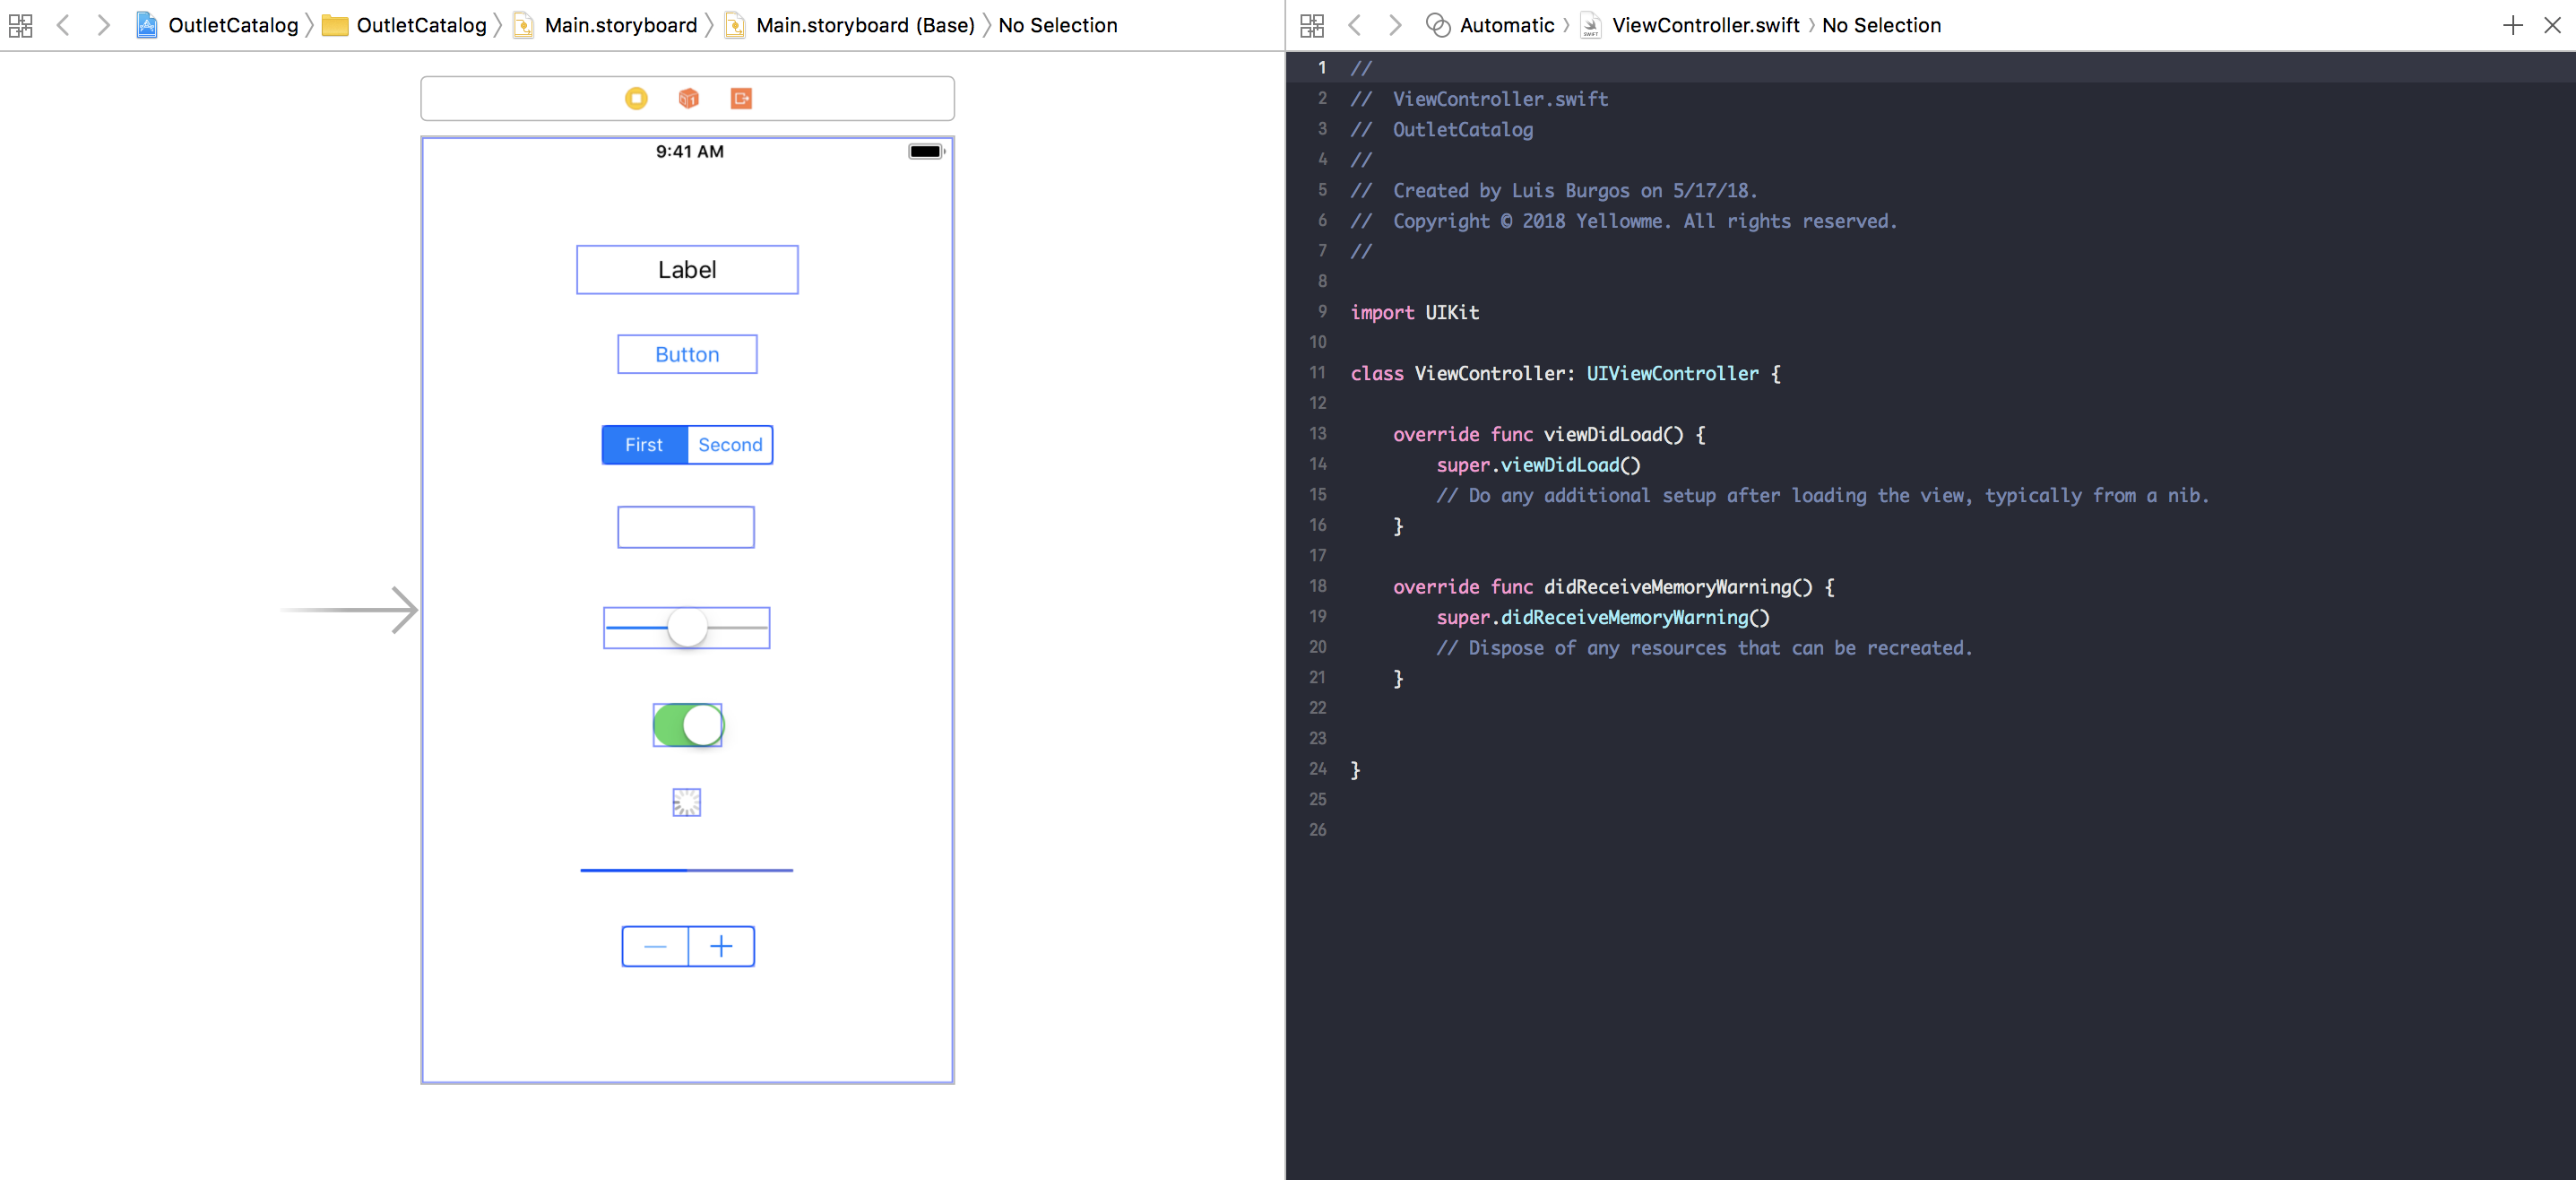 OutletCatalog OutletCatalog Main.storyboard Main.storyboard (Base) No Selection
9:41 AM
Label
Button
First Second
Automatic ViewController.swift No Selection
1 //
2 //  ViewController.swift
3 //  OutletCatalog
4 //
5 //  Created by Luis Burgos on 5/17/18.
6 //  Copyright © 2018 Yellowme. All rights reserved.
7 //
8
9 import UIKit
10
11 class ViewController: UIViewController {
12
13     override func viewDidLoad() {
14         super.viewDidLoad()
15         // Do any additional setup after loading the view, typically from a nib.
16     }
17
18     override func didReceiveMemoryWarning() {
19         super.didReceiveMemoryWarning()
20         // Dispose of any resources that can be recreated.
21     }
22
23
24 }
25
26